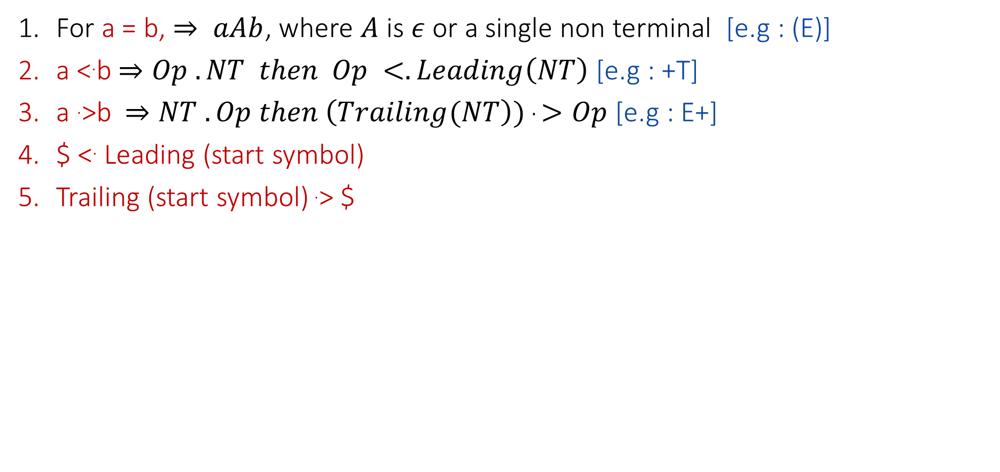 1. For a = b, ⇒ aAb, where A is ϵ or a single non terminal [e.g : (E)]
2. a <·b ⇒ Op . NT then Op <. Leading(NT) [e.g : +T]
3. a ·>b ⇒ NT . Op then (Trailing(NT)) ·> Op [e.g : E+]
4. $ <· Leading (start symbol)
5. Trailing (start symbol) ·> $